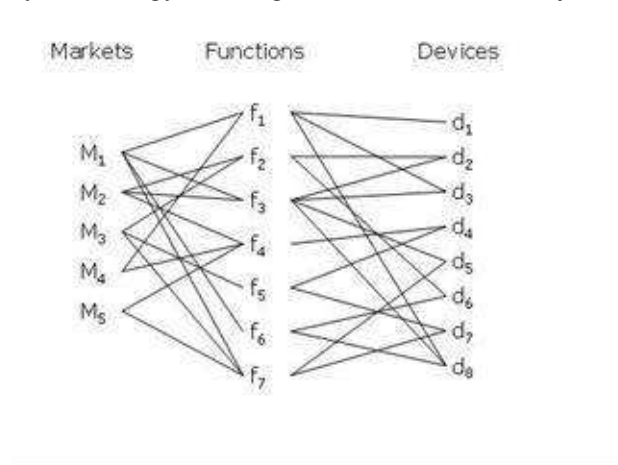 Markets Functions Devices
f1
d1
M1
f2
d2
M2
f3
d3
M3
d4
f4
M4
d5
f5
d6
M5
f6
d7
f7
d8